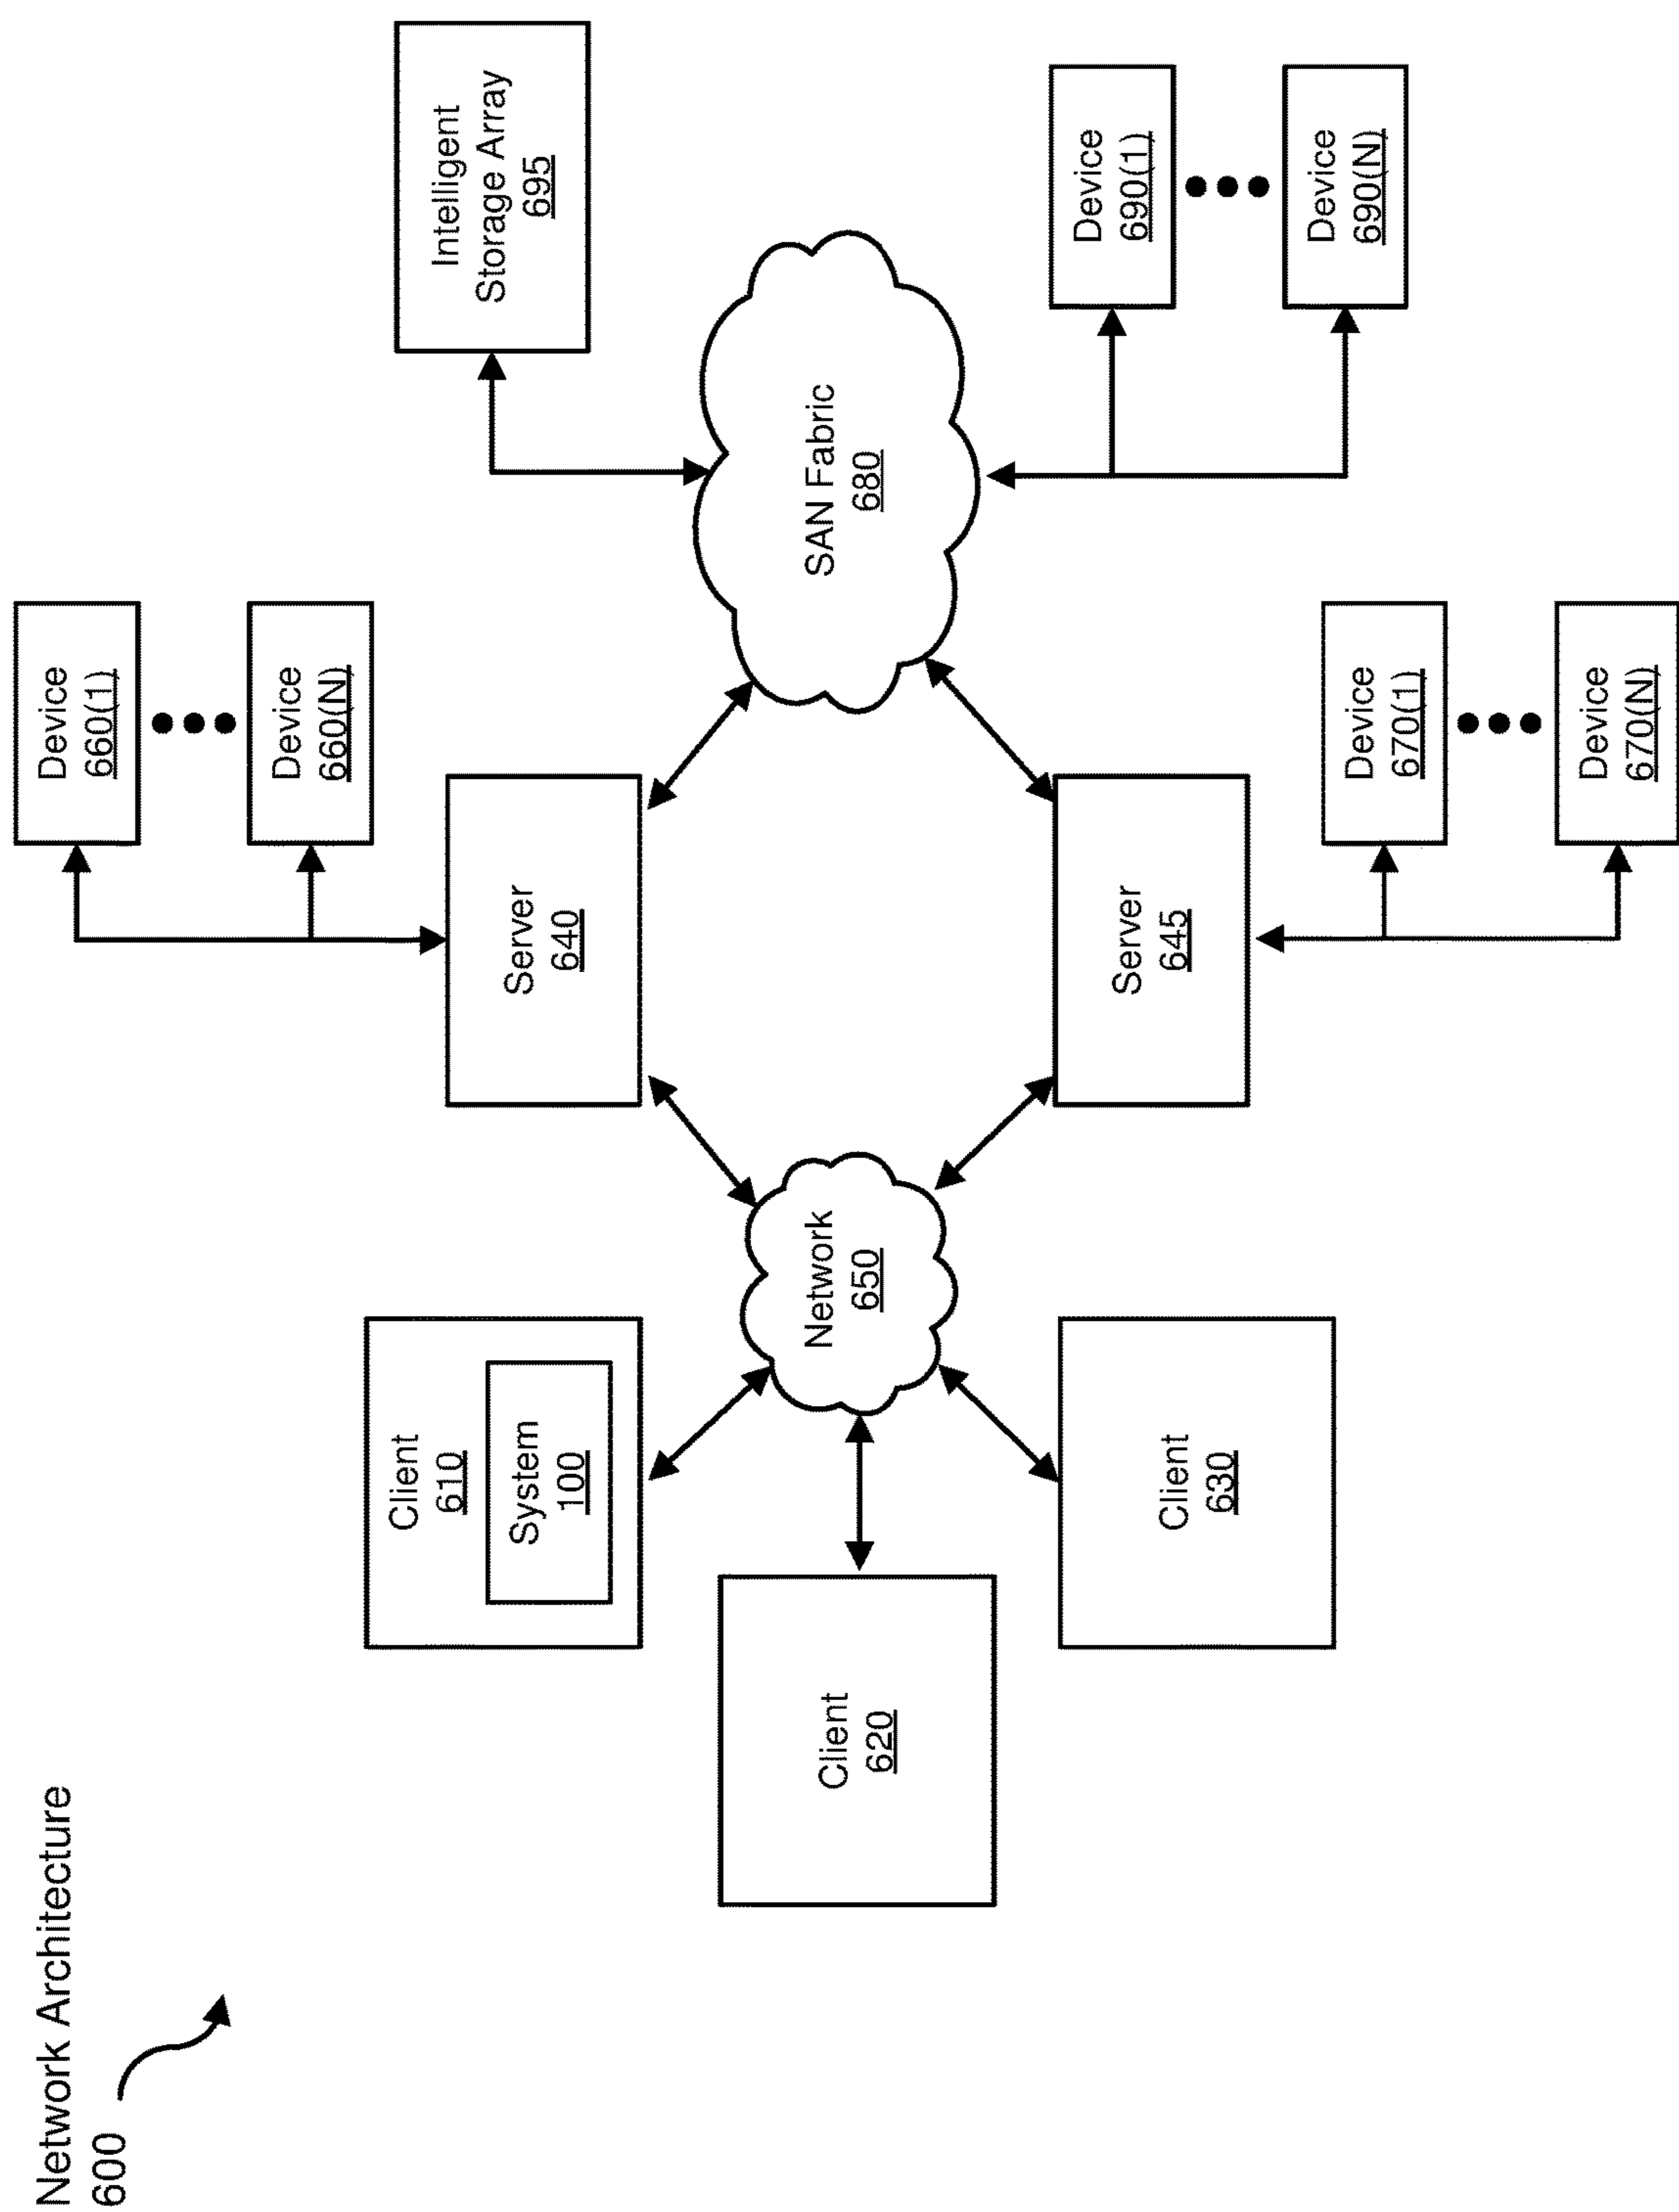 Network Architecture
600
Client
610
System
100
Client
620
Client
630
Network
650
Server
640
Server
645
Device
660(1)
Device
660(N)
Device
670(1)
Device
670(N)
SAN Fabric
680
Intelligent
Storage Array
695
Device
690(1)
Device
690(N)